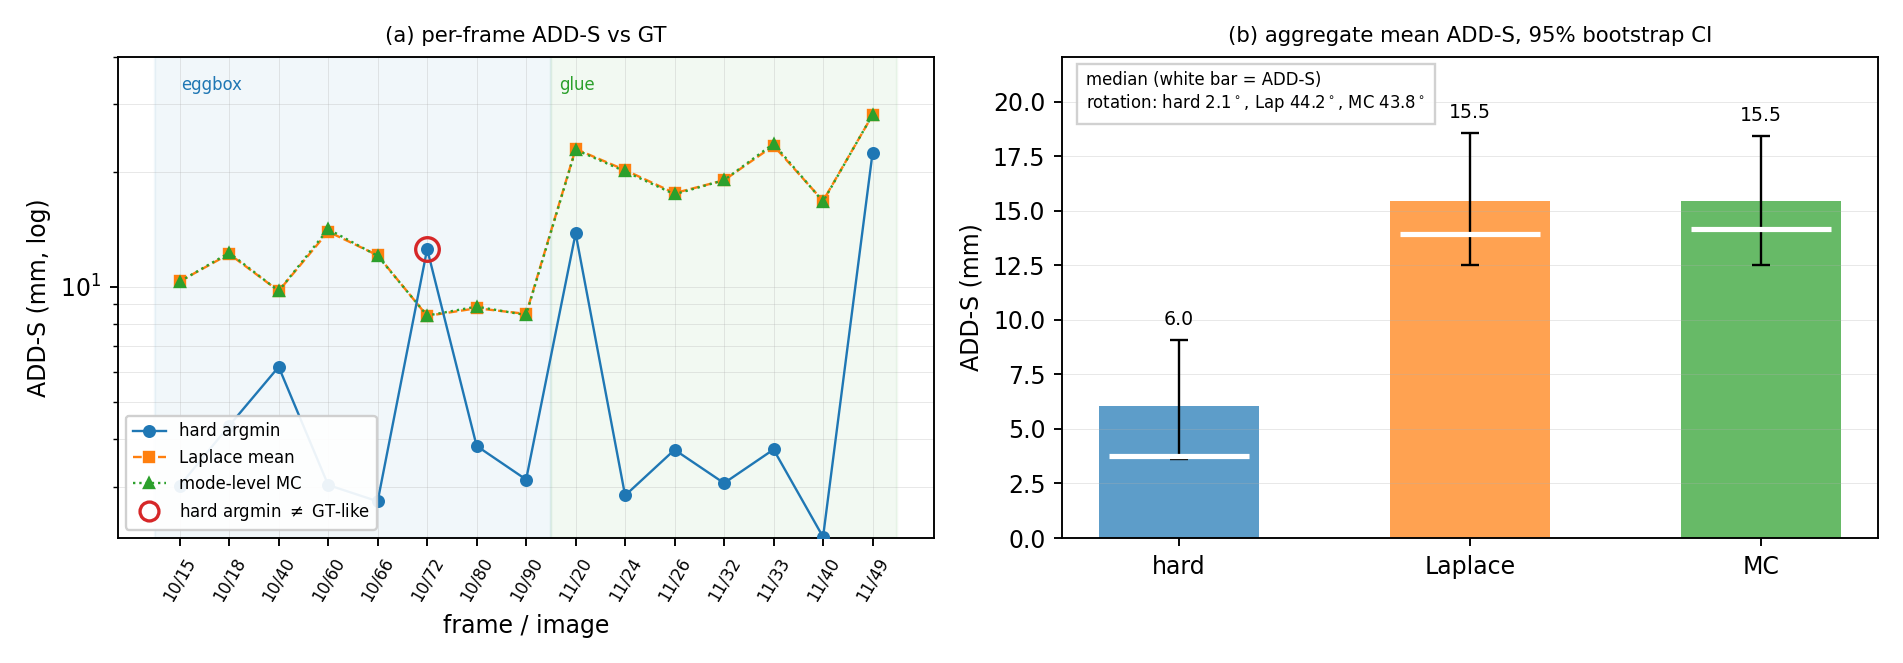 (a) per-frame ADD-S vs GT
ADD-S (mm, log)
10¹
eggbox
glue
hard argmin
Laplace mean
mode-level MC
hard argmin ≠ GT-like
10/15
10/18
10/40
10/60
10/66
10/72
10/80
10/90
11/20
11/24
11/26
11/32
11/33
11/40
11/49
frame / image
(b) aggregate mean ADD-S, 95% bootstrap CI
ADD-S (mm)
20.0
17.5
15.0
12.5
10.0
7.5
5.0
2.5
0.0
median (white bar = ADD-S)
rotation: hard 2.1°, Lap 44.2°, MC 43.8°
6.0
15.5
15.5
hard
Laplace
MC